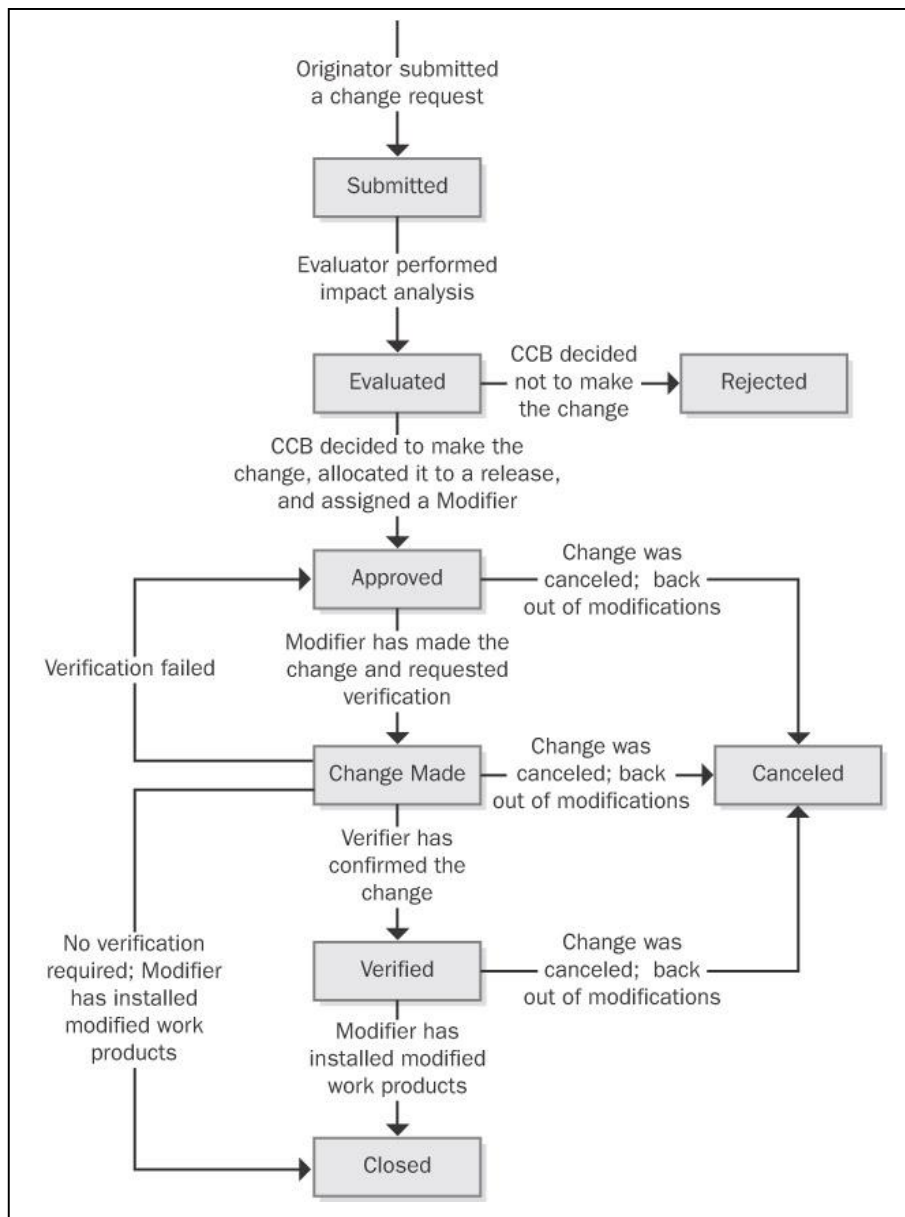 Originator submitted
a change request
Submitted
Evaluator performed
impact analysis
Evaluated
CCB decided
not to make
the change
Rejected
CCB decided to make the
change, allocated it to a release,
and assigned a Modifier
Approved
Change was
canceled; back
out of modifications
Verification failed
Modifier has made the
change and requested
verification
Change Made
Change was
canceled; back
out of modifications
Canceled
Verifier has
confirmed the
change
No verification
required; Modifier
has installed
modified work
products
Verified
Change was
canceled; back
out of modifications
Modifier has
installed modified
work products
Closed